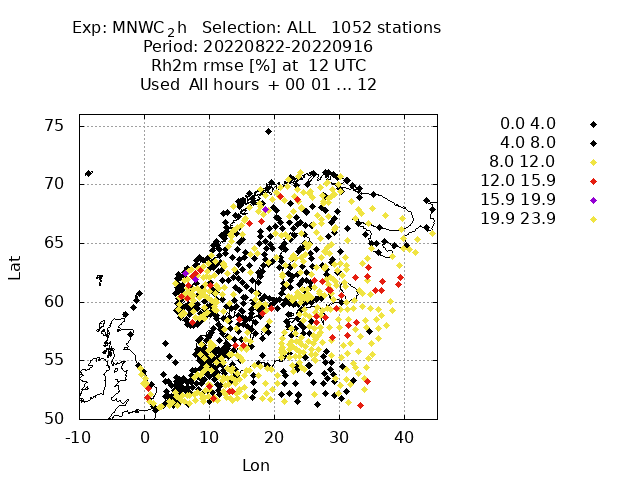 Exp: MNWC_2h   Selection: ALL   1052 stations
Period: 20220822-20220916
Rh2m rmse [%] at  12 UTC
Used  All hours  + 00 01 ... 12
0.0 4.0
4.0 8.0
8.0 12.0
12.0 15.9
15.9 19.9
19.9 23.9
75
70
65
60
55
50
Lat
-10 0 10 20 30 40
Lon